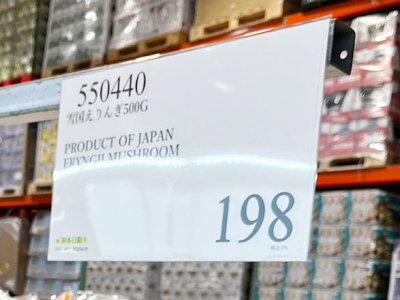 550440
雪国えりんぎ500G
PRODUCT OF JAPAN
ERYNGII MUSHROOM
198